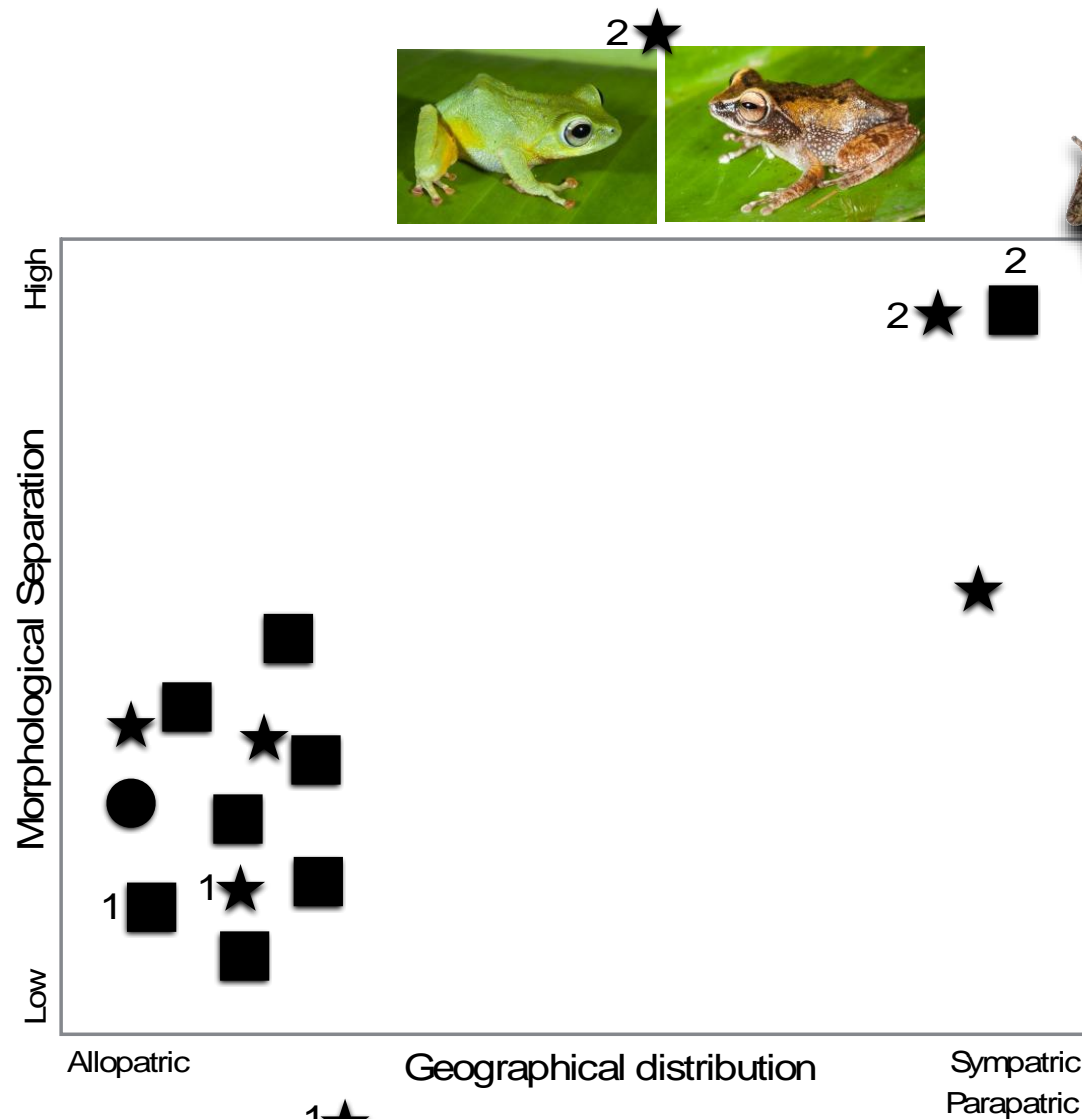 2
High
2
2
Morphological Separation
1
1
Low
Allopatric
Geographical distribution
Sympatric
Parapatric
1